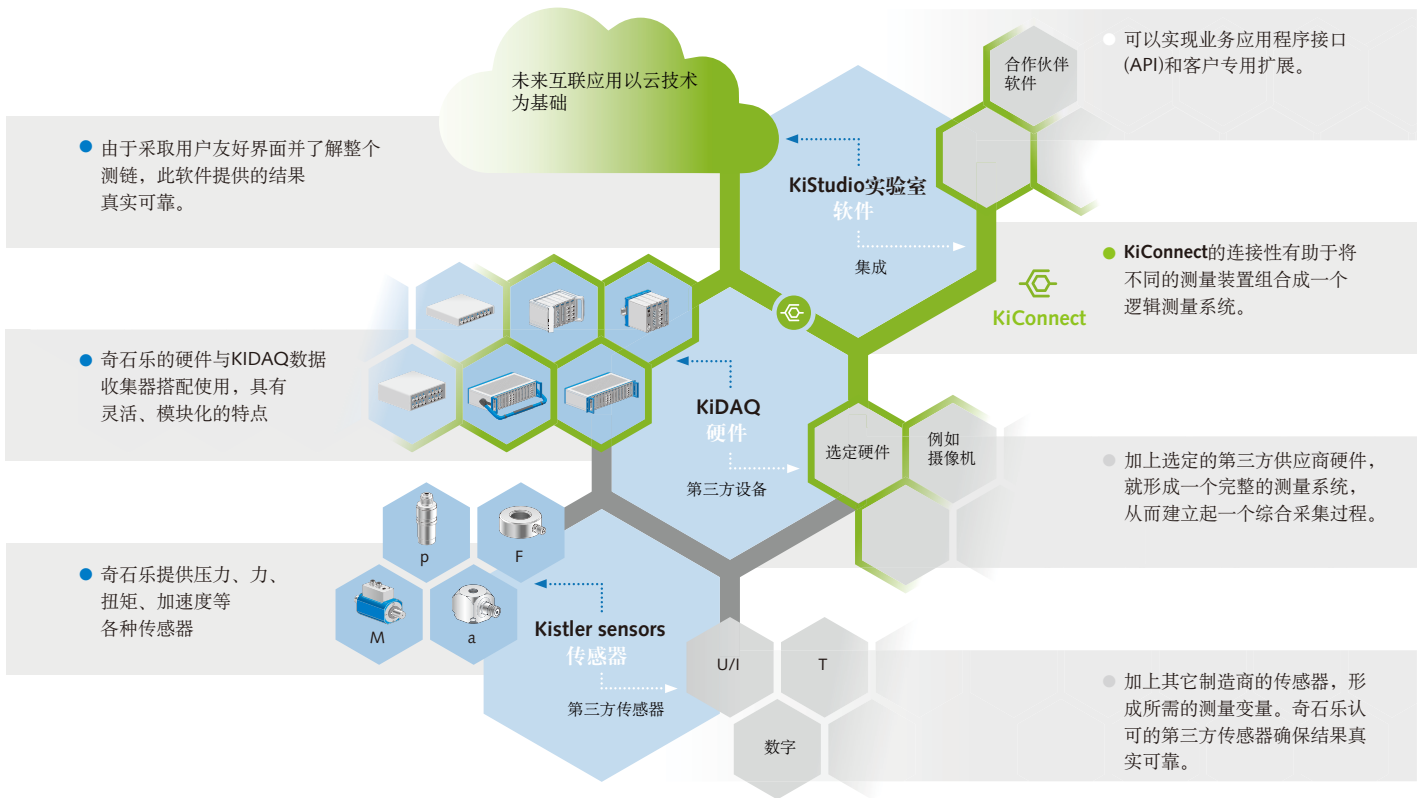 未来互联应用以云技术
为基础
合作伙伴
软件
可以实现业务应用程序接口
(API)和客户专用扩展。
由于采取用户友好界面并了解整个
测链，此软件提供的结果
真实可靠。
KiStudio实验室
软件
集成
KiConnect
KiConnect的连接性有助于将
不同的测量装置组合成一个
逻辑测量系统。
奇石乐的硬件与KIDAQ数据
收集器搭配使用，具有
灵活、模块化的特点
KiDAQ
硬件
第三方设备
选定硬件
例如
摄像机
加上选定的第三方供应商硬件，
就形成一个完整的测量系统，
从而建立起一个综合采集过程。
奇石乐提供压力、力、
扭矩、加速度等
各种传感器
p
F
M
a
Kistler sensors
传感器
第三方传感器
U/I
T
数字
加上其它制造商的传感器，形
成所需的测量变量。奇石乐认
可的第三方传感器确保结果真
实可靠。